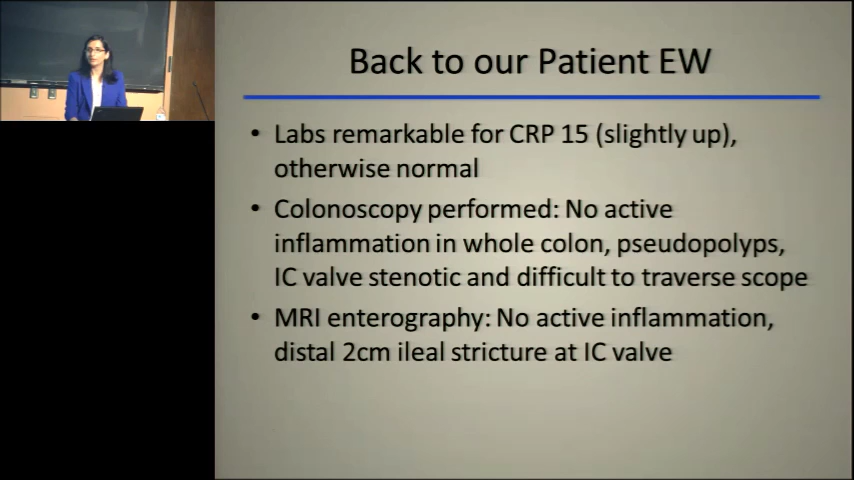 Back to our Patient EW
• Labs remarkable for CRP 15 (slightly up),
otherwise normal
• Colonoscopy performed: No active
inflammation in whole colon, pseudopolyps,
IC valve stenotic and difficult to traverse scope
• MRI enterography: No active inflammation,
distal 2cm ileal stricture at IC valve